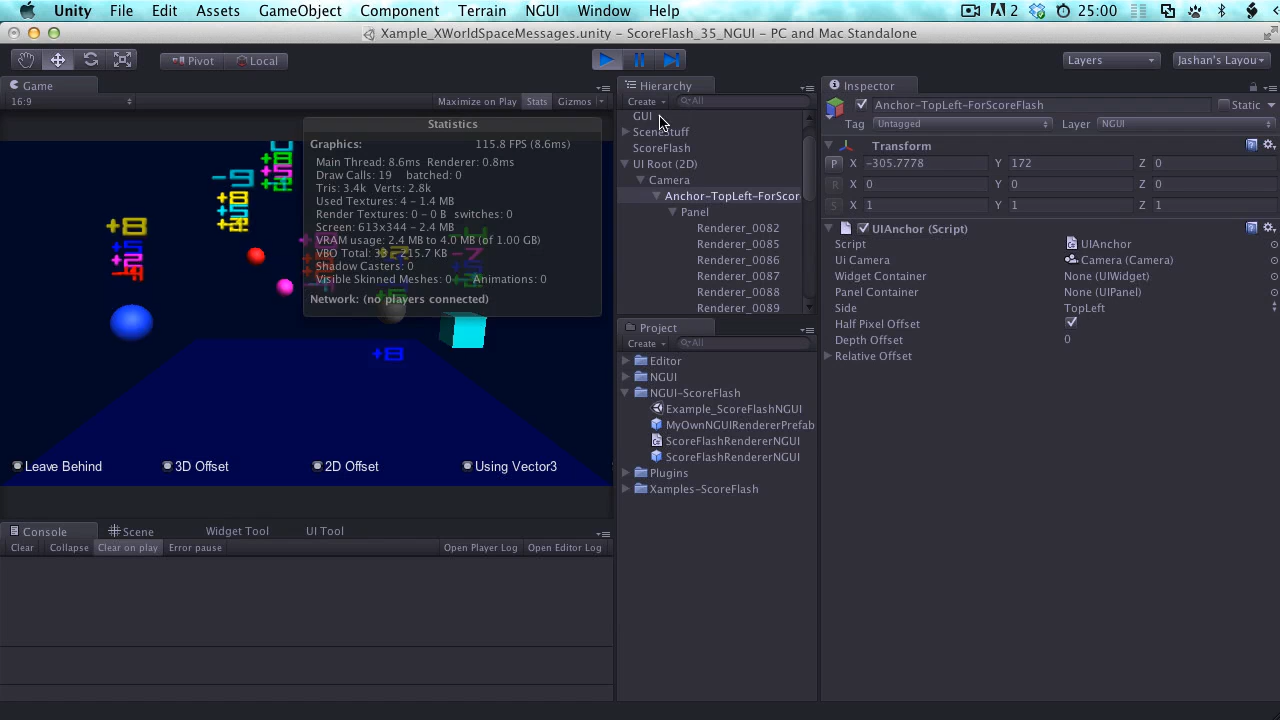 Unity File Edit Assets GameObject Component Terrain NGUI Window Help 2 25:00
Xample_XWorldSpaceMessages.unity - ScoreFlash_35_NGUI - PC and Mac Standalone
Pivot Local Layers Jashan's Layou
Game
16:9 Maximize on Play Stats Gizmos
Statistics
Graphics: 115.8 FPS (8.6ms)
Main Thread: 8.6ms Renderer: 0.8ms
Draw Calls: 19 batched: 0
Tris: 3.4k Verts: 2.8k
Used Textures: 4 - 1.4 MB
Render Textures: 0 - 0 B switches: 0
Screen: 613x344 - 2.4 MB
VRAM usage: 2.4 MB to 4.0 MB (of 1.00 GB)
Shadow Casters: 0
Visible Skinned Meshes: 0 Animations: 0
Network: (no players connected)
-9
+8
+8
Leave Behind 3D Offset 2D Offset Using Vector3
Console Scene Widget Tool UI Tool
Clear Collapse Clear on play Error pause Open Player Log Open Editor Log
Hierarchy
Create All
GUI
SceneStuff
ScoreFlash
UI Root (2D)
Camera
Anchor-TopLeft-ForScor
Panel
Renderer_0082
Renderer_0085
Renderer_0086
Renderer_0087
Renderer_0088
Renderer_0089
Project
Create All
Editor
NGUI
NGUI-ScoreFlash
Example_ScoreFlashNGUI
MyOwnNGUIRendererPrefab
ScoreFlashRendererNGUI
ScoreFlashRendererNGUI
Plugins
Xamples-ScoreFlash
Inspector
Anchor-TopLeft-ForScoreFlash Static
Tag Untagged Layer NGUI
Transform
P X -305.7778 Y 172 Z 0
R X 0 Y 0 Z 0
S X 1 Y 1 Z 1
UIAnchor (Script)
Script UIAnchor
Ui Camera Camera (Camera)
Widget Container None (UIWidget)
Panel Container None (UIPanel)
Side TopLeft
Half Pixel Offset
Depth Offset 0
Relative Offset